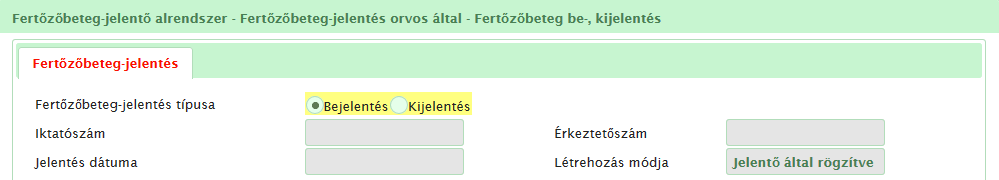 Fertőzőbeteg-jelentő alrendszer - Fertőzőbeteg-jelentés orvos által - Fertőzőbeteg be-, kijelentés
Fertőzőbeteg-jelentés
Fertőzőbeteg-jelentés típusa Bejelentés Kijelentés
Iktatószám Érkeztetőszám
Jelentés dátuma Létrehozás módja Jelentő által rögzítve